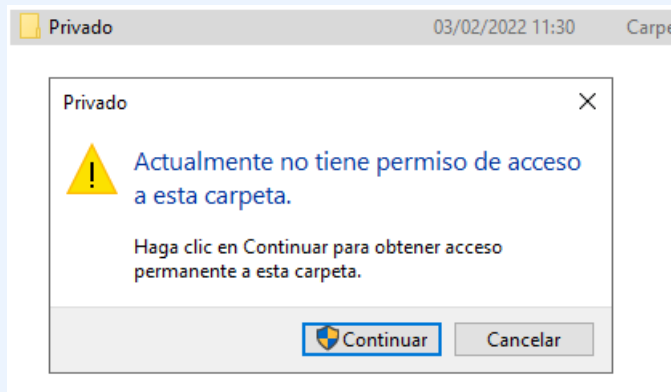 Privado 03/02/2022 11:30 Carpe
Privado
Actualmente no tiene permiso de acceso
a esta carpeta.
Haga clic en Continuar para obtener acceso
permanente a esta carpeta.
Continuar Cancelar